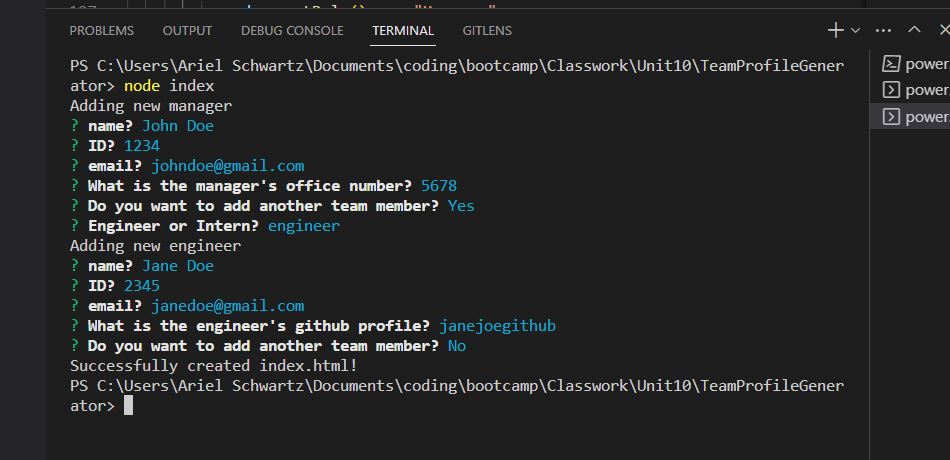 PROBLEMS OUTPUT DEBUG CONSOLE TERMINAL GITLENS
PS C:\Users\Ariel Schwartz\Documents\coding\bootcamp\Classwork\Unit10\TeamProfileGener
ator> node index
Adding new manager
? name? John Doe
? ID? 1234
? email? johndoe@gmail.com
? What is the manager's office number? 5678
? Do you want to add another team member? Yes
? Engineer or Intern? engineer
Adding new engineer
? name? Jane Doe
? ID? 2345
? email? janedoe@gmail.com
? What is the engineer's github profile? janejoegithub
? Do you want to add another team member? No
Successfully created index.html!
PS C:\Users\Ariel Schwartz\Documents\coding\bootcamp\Classwork\Unit10\TeamProfileGener
ator>
power.
power.
power.